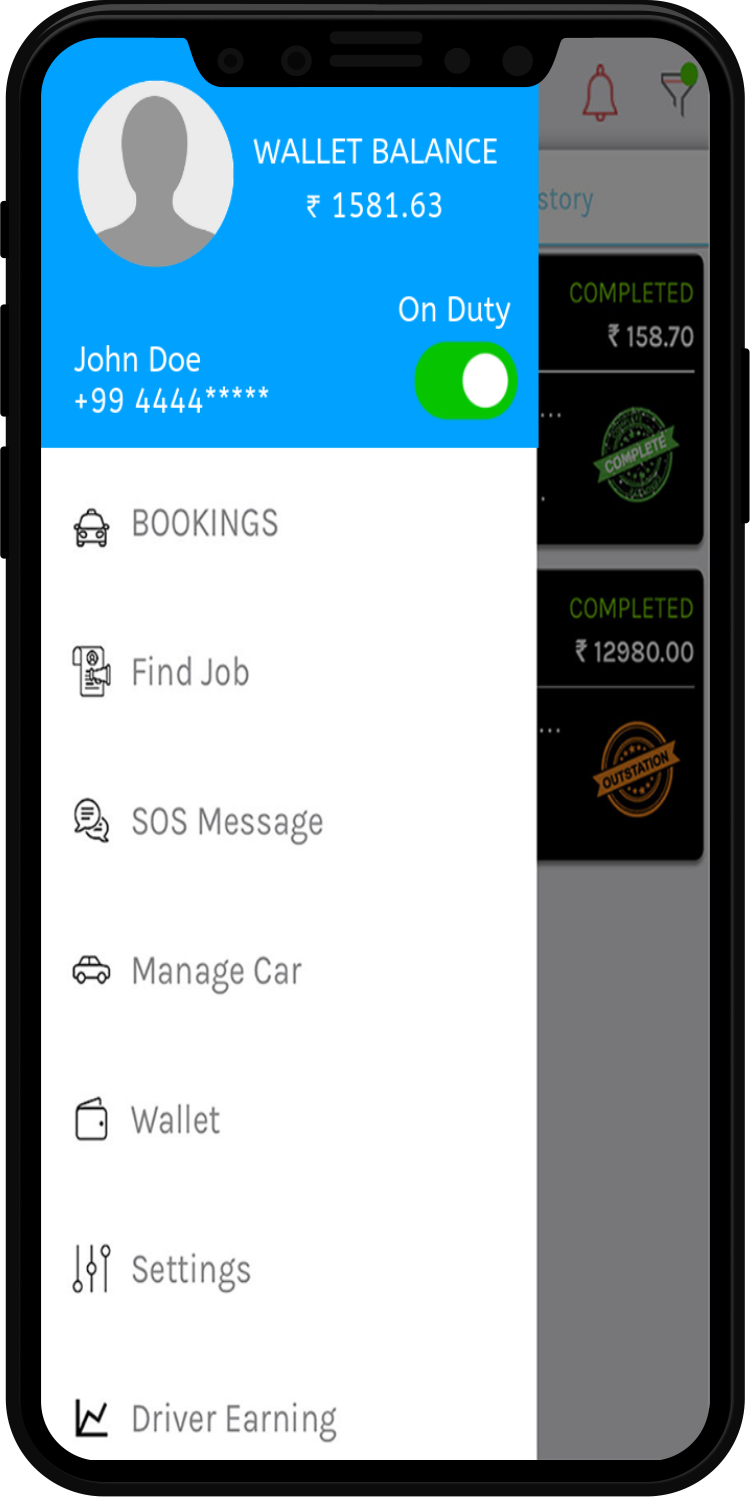 WALLET BALANCE
₹ 1581.63
On Duty
John Doe
+99 4444*****
BOOKINGS
Find Job
SOS Message
Manage Car
Wallet
Settings
Driver Earning
story
COMPLETED
₹ 158.70
...
COMPLETE
.
COMPLETED
₹ 12980.00
...
OUTSTATION